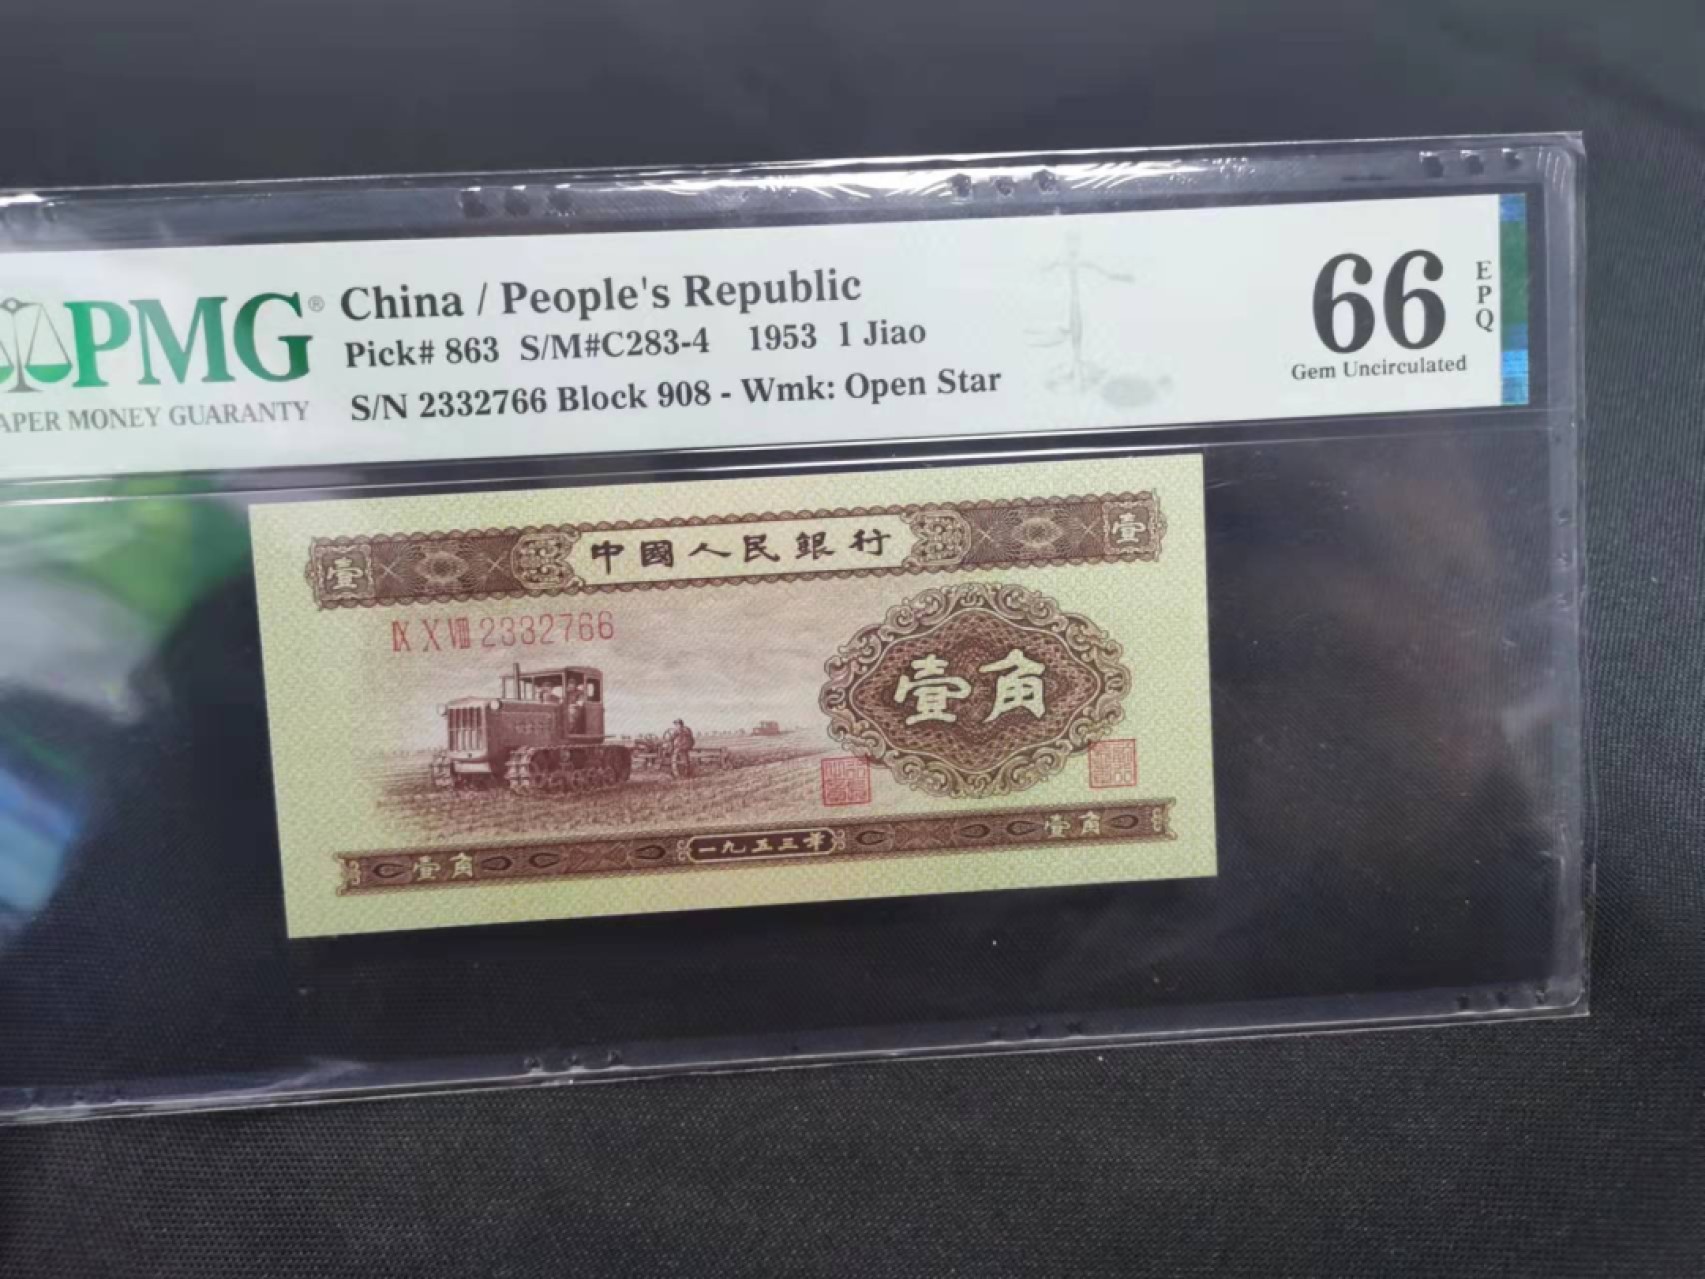 PMG®
APER MONEY GUARANTY
China / People's Republic
Pick# 863 S/M#C283-4 1953 1 Jiao
S/N 2332766 Block 908 - Wmk: Open Star
66 EPQ
Gem Uncirculated
壹 中國人民銀行 壹
IX X VIII 2332766
壹角
壹角 一九五三年 壹角